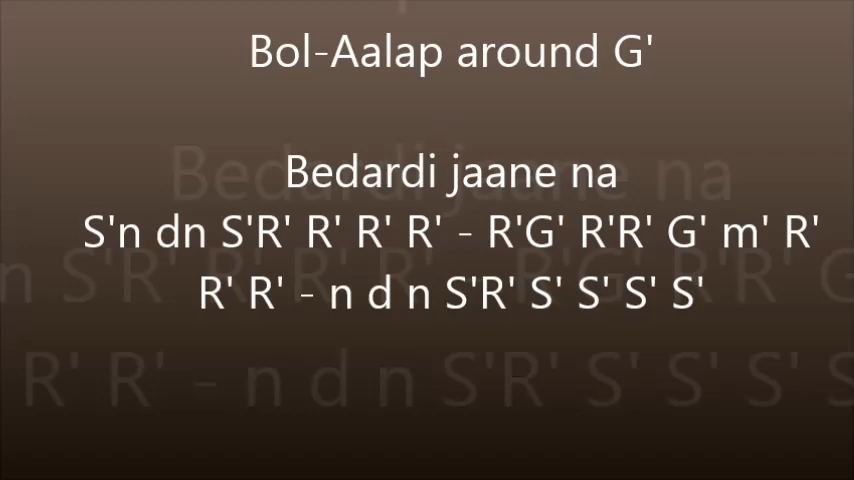 Bol-Aalap around G'
Bedardi jaane na
S'n dn S'R' R' R' R' - R'G' R'R' G' m' R'
R' R' - n d n S'R' S' S' S' S'